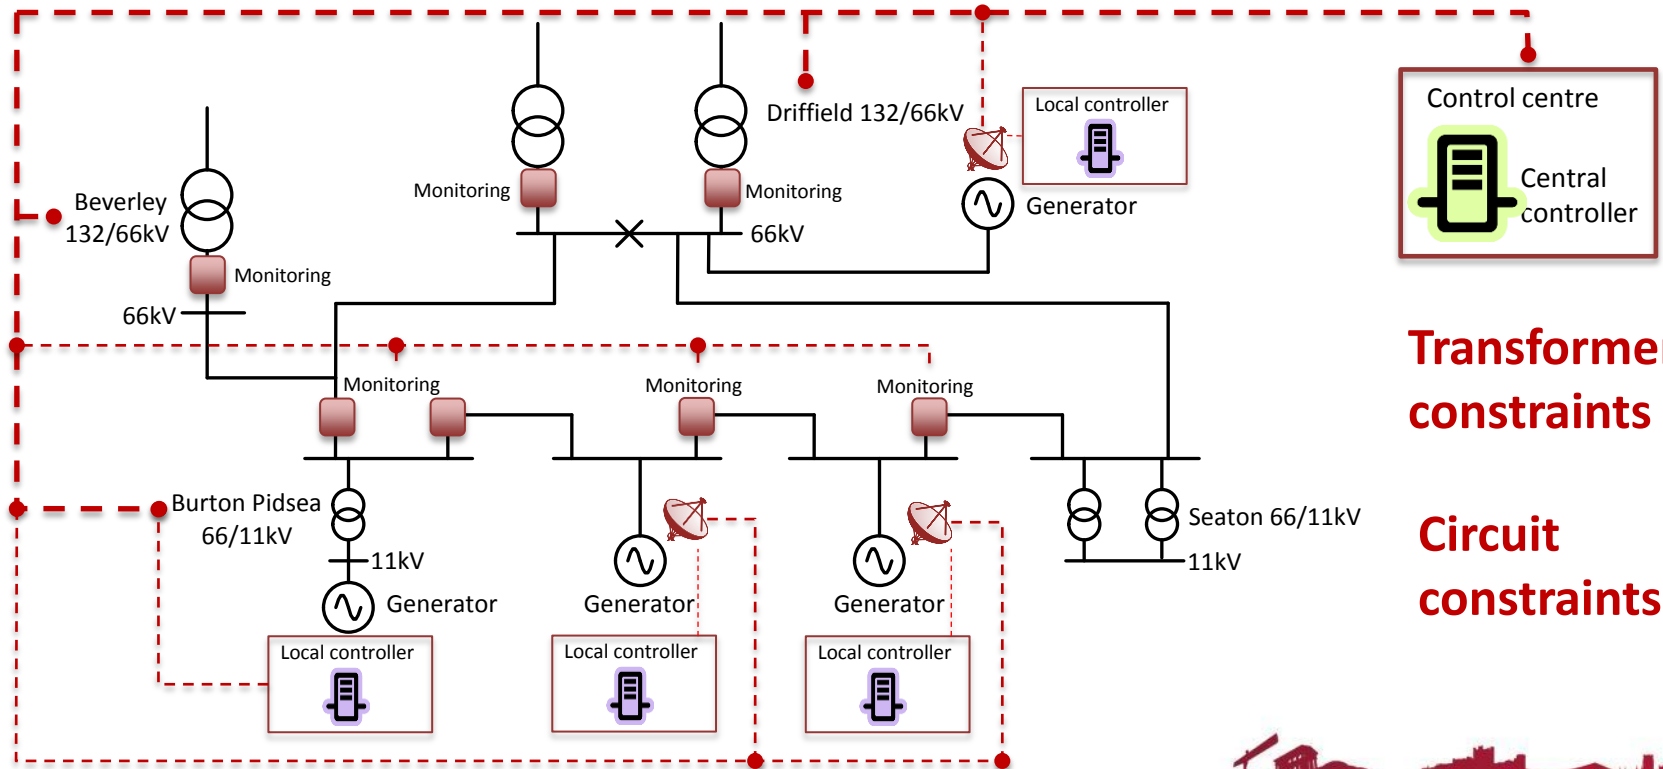 Driffield 132/66kV
Local controller
Control centre
Central
controller
Monitoring
Monitoring
Generator
Beverley
132/66kV
66kV
Monitoring
66kV
Transformer
constraints
Monitoring
Monitoring
Monitoring
Burton Pidsea
66/11kV
Seaton 66/11kV
Circuit
constraints
11kV
11kV
Generator
Generator
Generator
Local controller
Local controller
Local controller